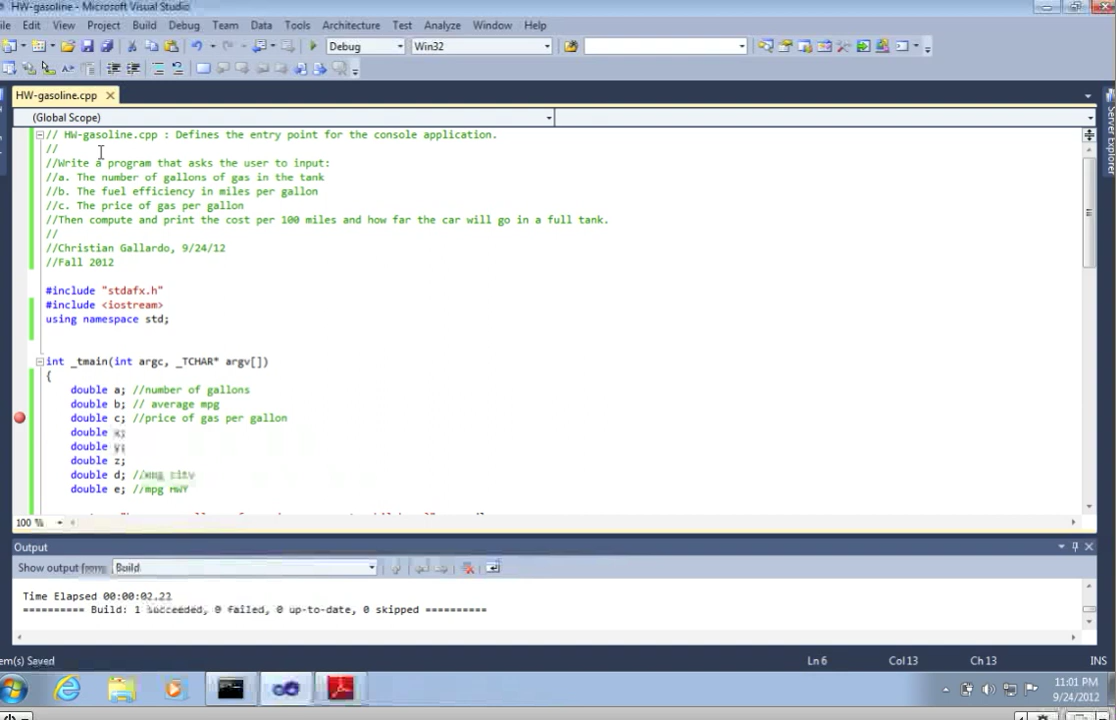 HW-gasoline - Microsoft Visual Studio
ile Edit View Project Build Debug Team Data Tools Architecture Test Analyze Window Help
Debug Win32
HW-gasoline.cpp
Server Explorer
(Global Scope)
// HW-gasoline.cpp : Defines the entry point for the console application.
//
//Write a program that asks the user to input:
//a. The number of gallons of gas in the tank
//b. The fuel efficiency in miles per gallon
//c. The price of gas per gallon
//Then compute and print the cost per 100 miles and how far the car will go in a full tank.
//
//Christian Gallardo, 9/24/12
//Fall 2012
#include "stdafx.h"
#include <iostream>
using namespace std;
int _tmain(int argc, _TCHAR* argv[])
{
double a; //number of gallons
double b; // average mpg
double c; //price of gas per gallon
double x;
double y;
double z;
double d; //mpg city
double e; //mpg
100 %
Output
Show output from: Build
Time Elapsed 00:00:02.22
========== Build: 1 succeeded, 0 failed, 0 up-to-date, 0 skipped ==========
em(s) Saved Ln 6 Col 13 Ch 13 INS
11:01 PM
9/24/2012